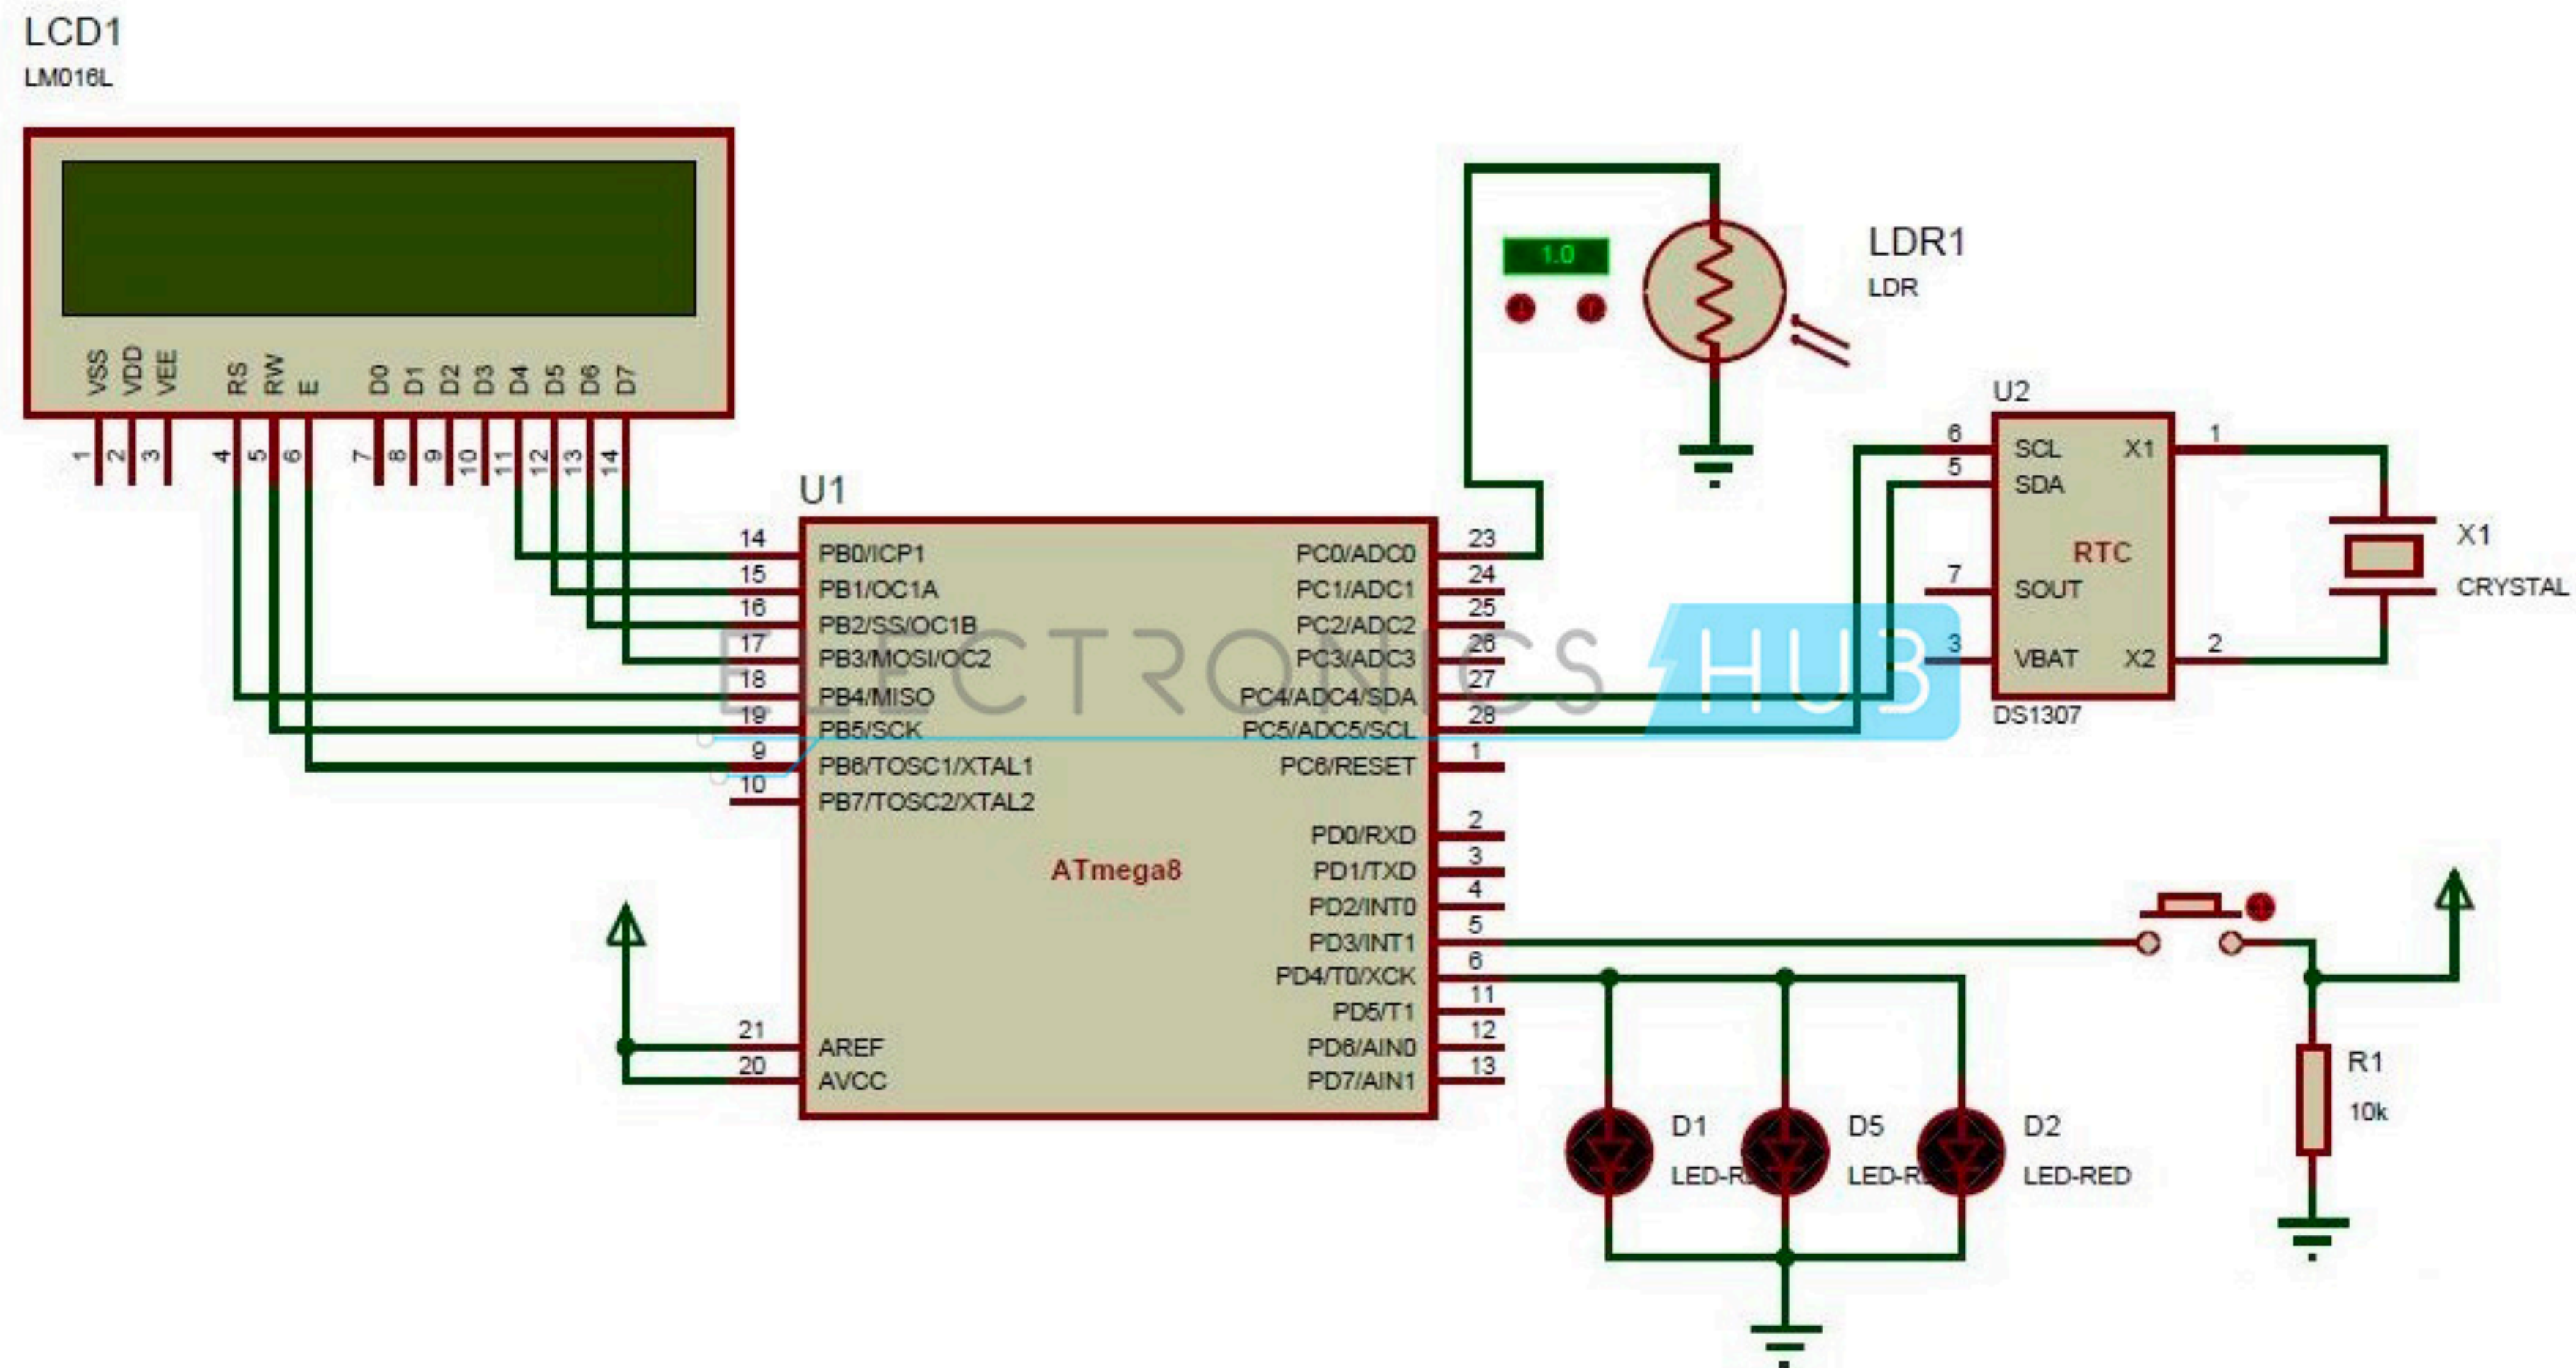 LCD1
LM016L
VSS
VDD
VEE
RS
RW
E
D0
D1
D2
D3
D4
D5
D6
D7
1
2
3
4
5
6
7
8
9
10
11
12
13
14
1.0
LDR1
LDR
U1
14 PB0/ICP1
15 PB1/OC1A
16 PB2/SS/OC1B
17 PB3/MOSI/OC2
18 PB4/MISO
19 PB5/SCK
9 PB6/TOSC1/XTAL1
10 PB7/TOSC2/XTAL2
21 AREF
20 AVCC
ATmega8
PC0/ADC0 23
PC1/ADC1 24
PC2/ADC2 25
PC3/ADC3 26
PC4/ADC4/SDA 27
PC5/ADC5/SCL 28
PC6/RESET 1
PD0/RXD 2
PD1/TXD 3
PD2/INT0 4
PD3/INT1 5
PD4/T0/XCK 6
PD5/T1 11
PD6/AIN0 12
PD7/AIN1 13
ELECTRONICS HUB
U2
6 SCL X1 1
5 SDA
RTC
7 SOUT
3 VBAT X2 2
DS1307
X1
CRYSTAL
R1
10k
D1
LED-R
D5
LED-R
D2
LED-RED